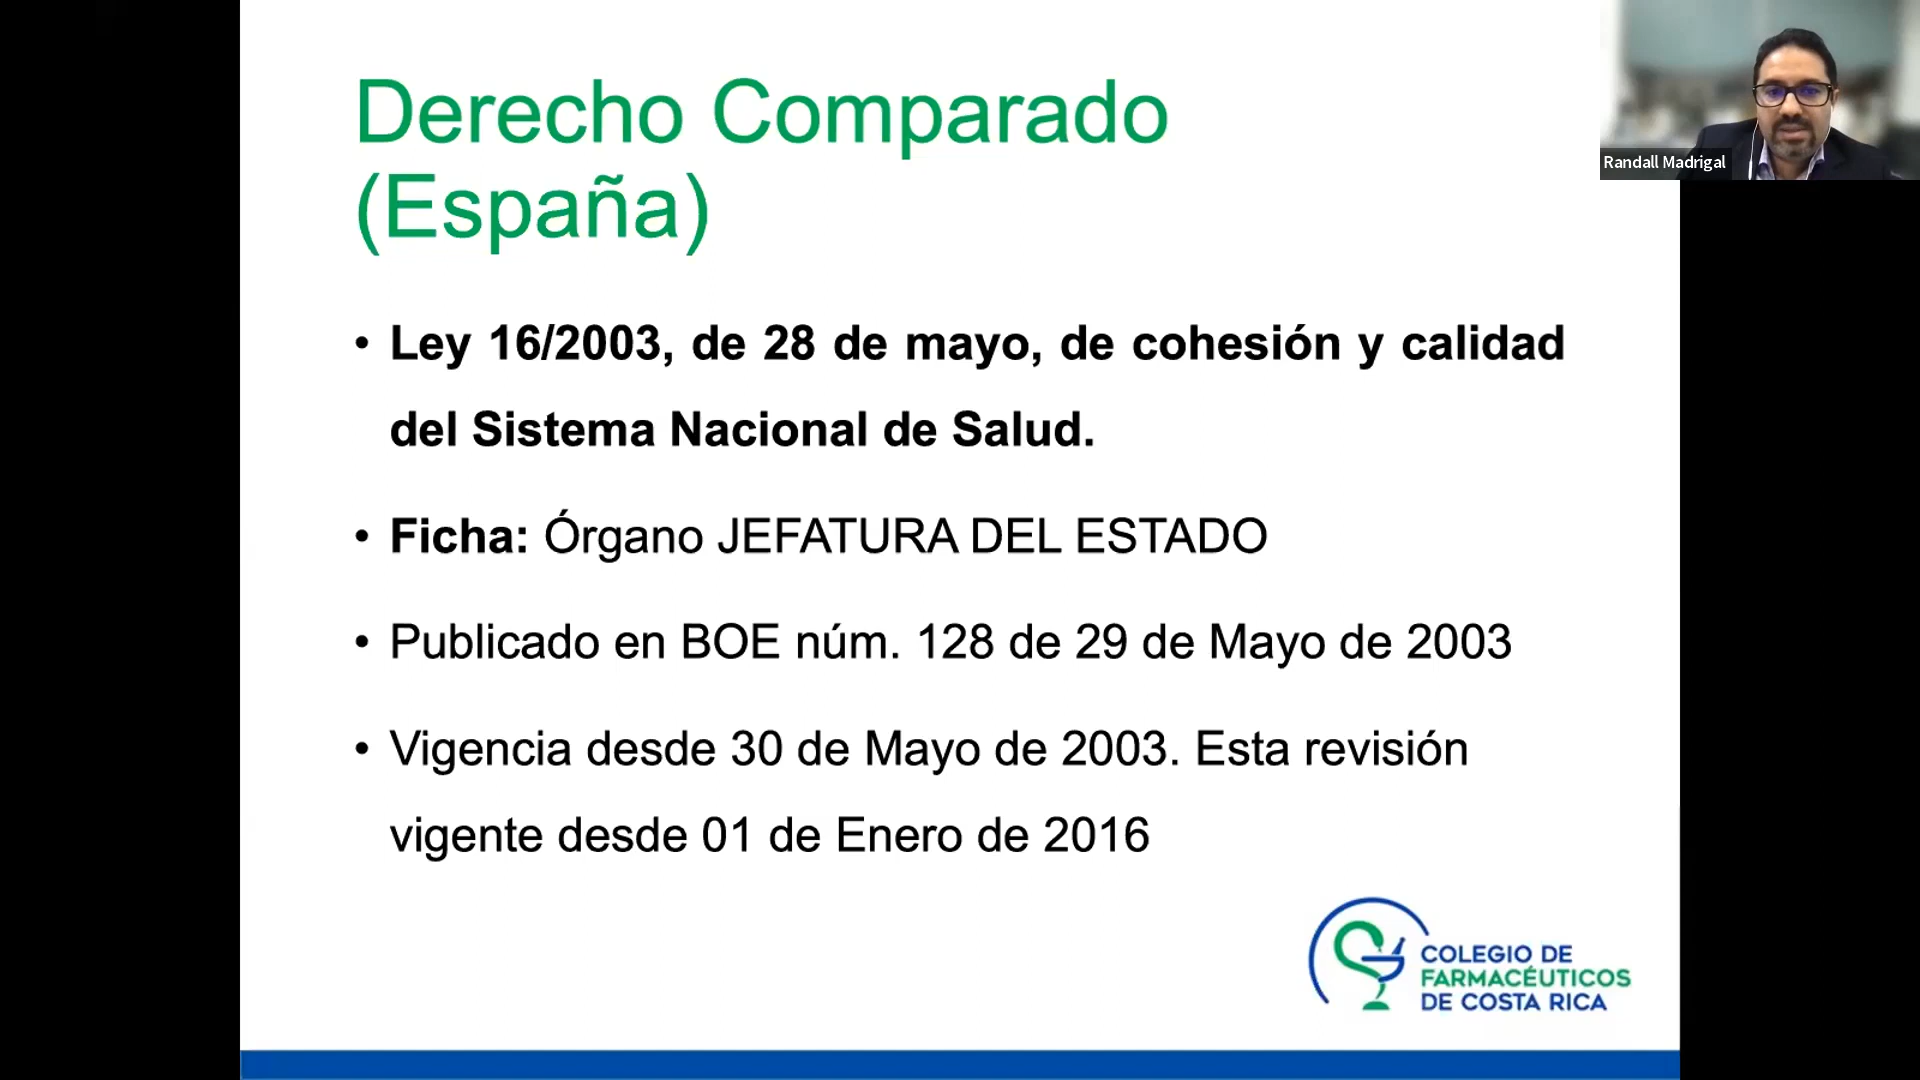 Derecho Comparado
(España)
Randall Madrigal
• Ley 16/2003, de 28 de mayo, de cohesión y calidad
del Sistema Nacional de Salud.
• Ficha: Órgano JEFATURA DEL ESTADO
• Publicado en BOE núm. 128 de 29 de Mayo de 2003
• Vigencia desde 30 de Mayo de 2003. Esta revisión
vigente desde 01 de Enero de 2016
COLEGIO DE
FARMACÉUTICOS
DE COSTA RICA